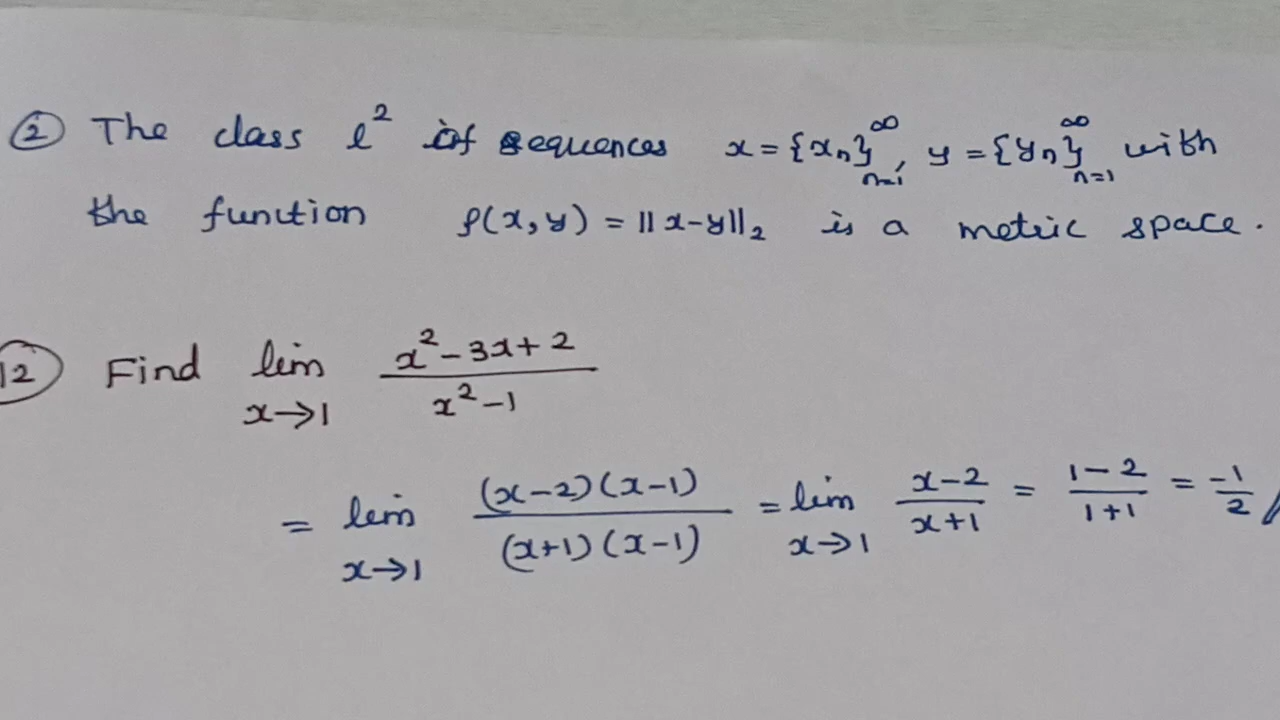 ② The class ℓ² of sequences x = {xₙ}ₙ₌₁^∞, y = {yₙ}ₙ₌₁^∞ with
the function ρ(x, y) = ||x-y||₂ is a metric space.
⑫ Find lim x→1 (x² - 3x + 2)/(x² - 1)
= lim x→1 ((x-2)(x-1))/((x+1)(x-1)) = lim x→1 (x-2)/(x+1) = (1-2)/(1+1) = -1/2 //